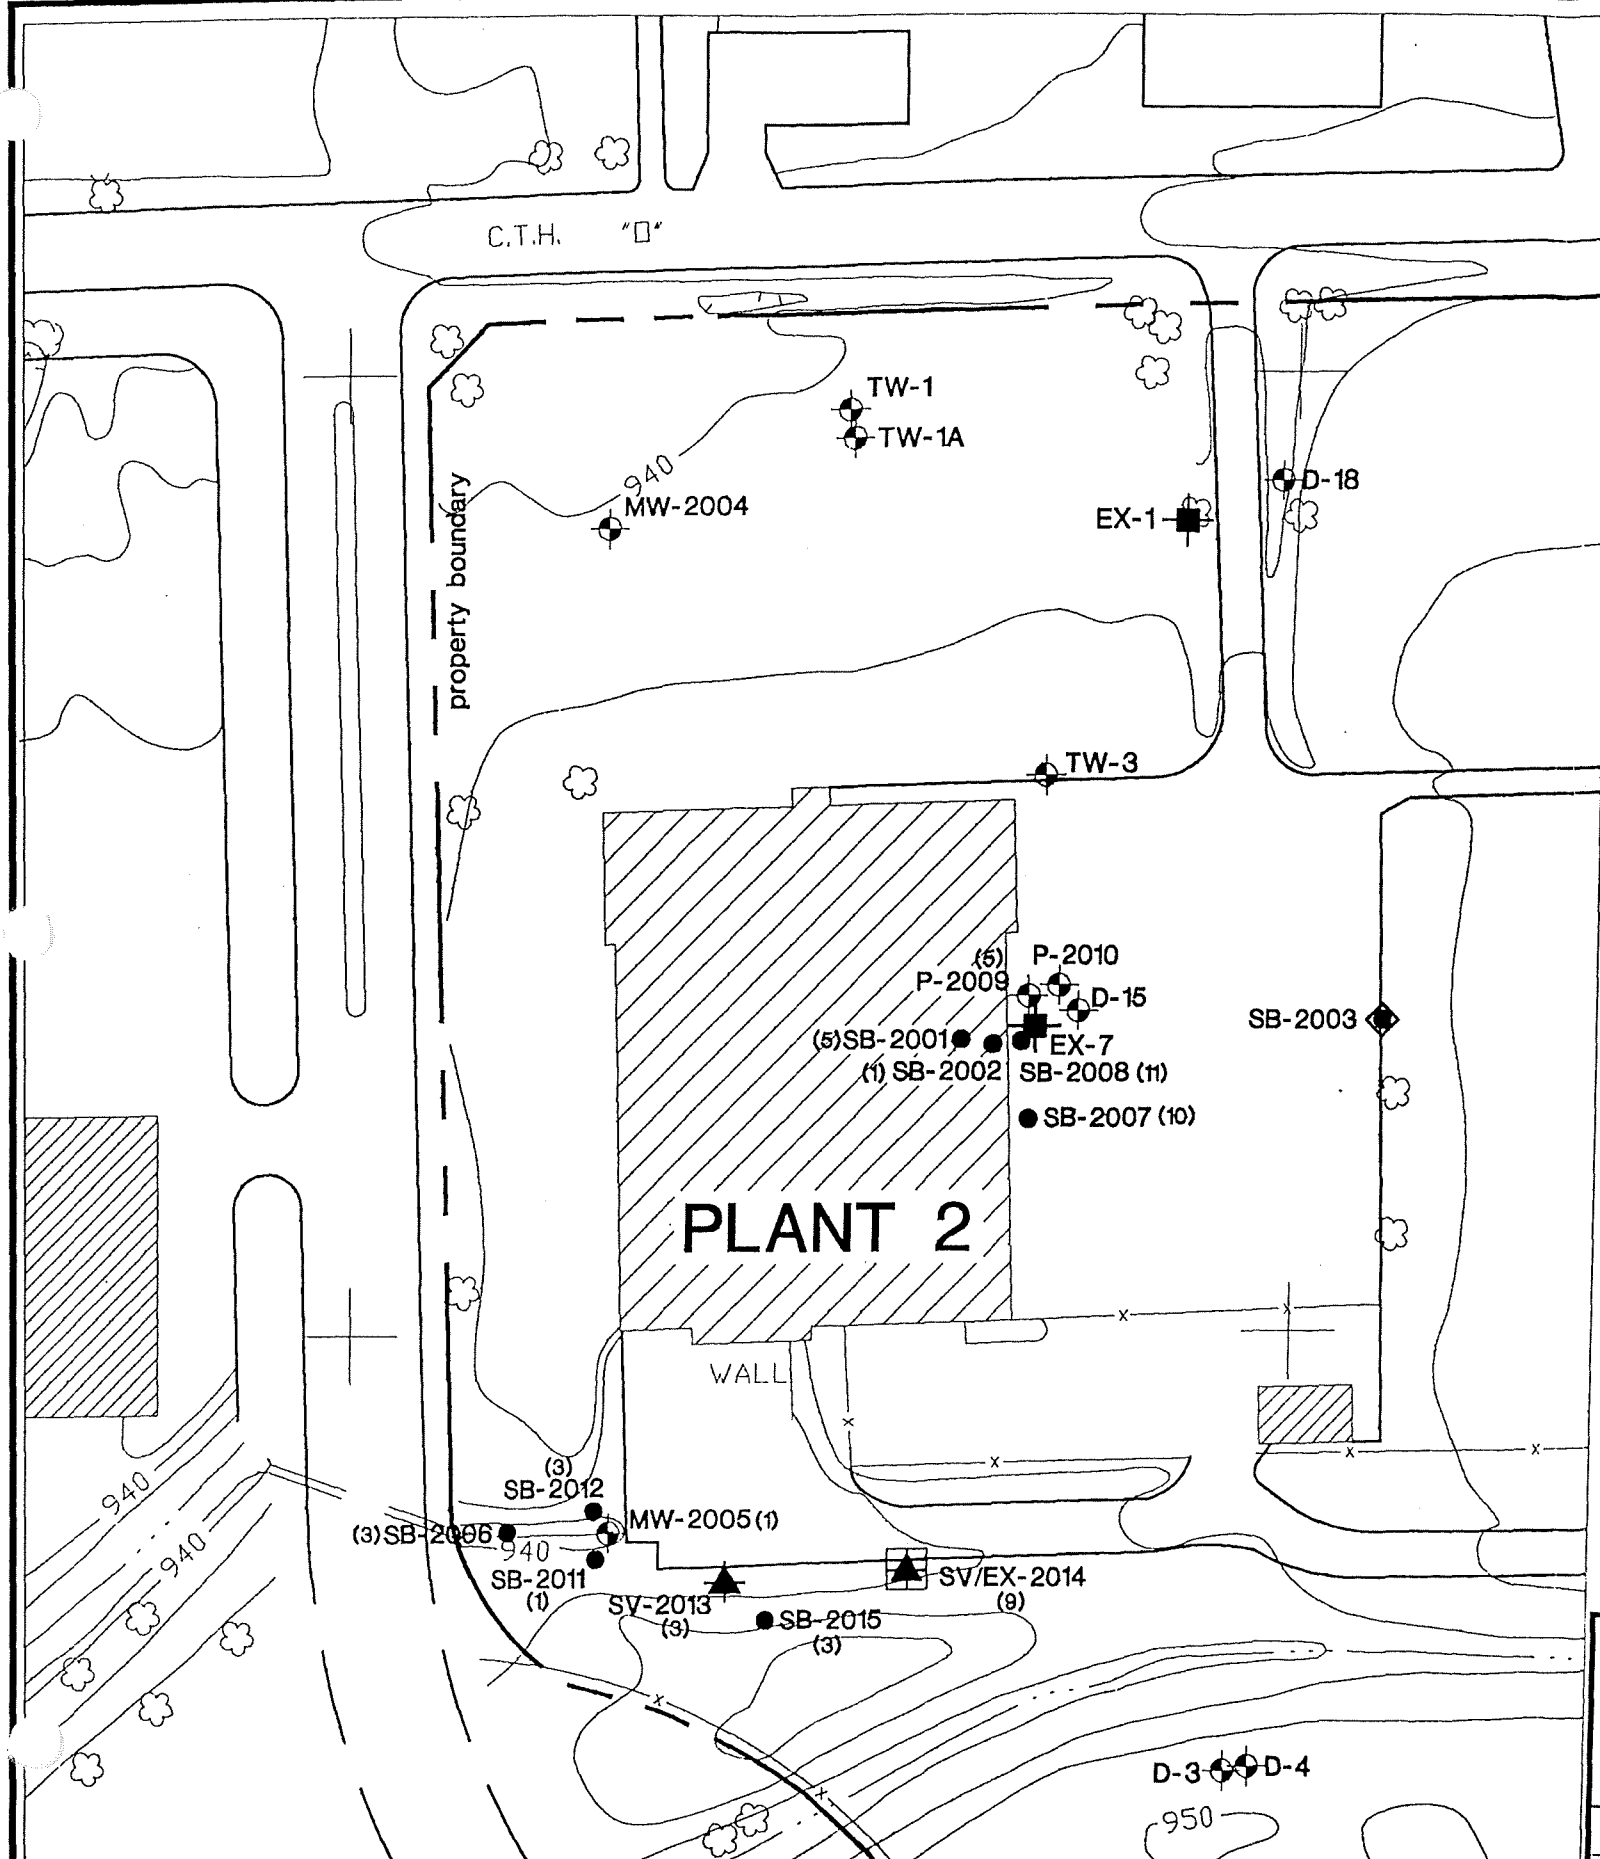 C.T.H. "O"
TW-1
TW-1A
940
MW-2004
property boundary
D-18
EX-1
TW-3
(5)
P-2010
P-2009
D-15
SB-2003
(5)SB-2001
EX-7
(1) SB-2002
SB-2008 (11)
SB-2007 (10)
PLANT 2
WALL
x
x
x
x
x
x
(3)
SB-2012
940
MW-2005(1)
(3)SB-2006
940
940
SB-2011
(1)
SV/EX-2014
(9)
SV-2013
(3)
SB-2015
(3)
x
D-3
D-4
x
950